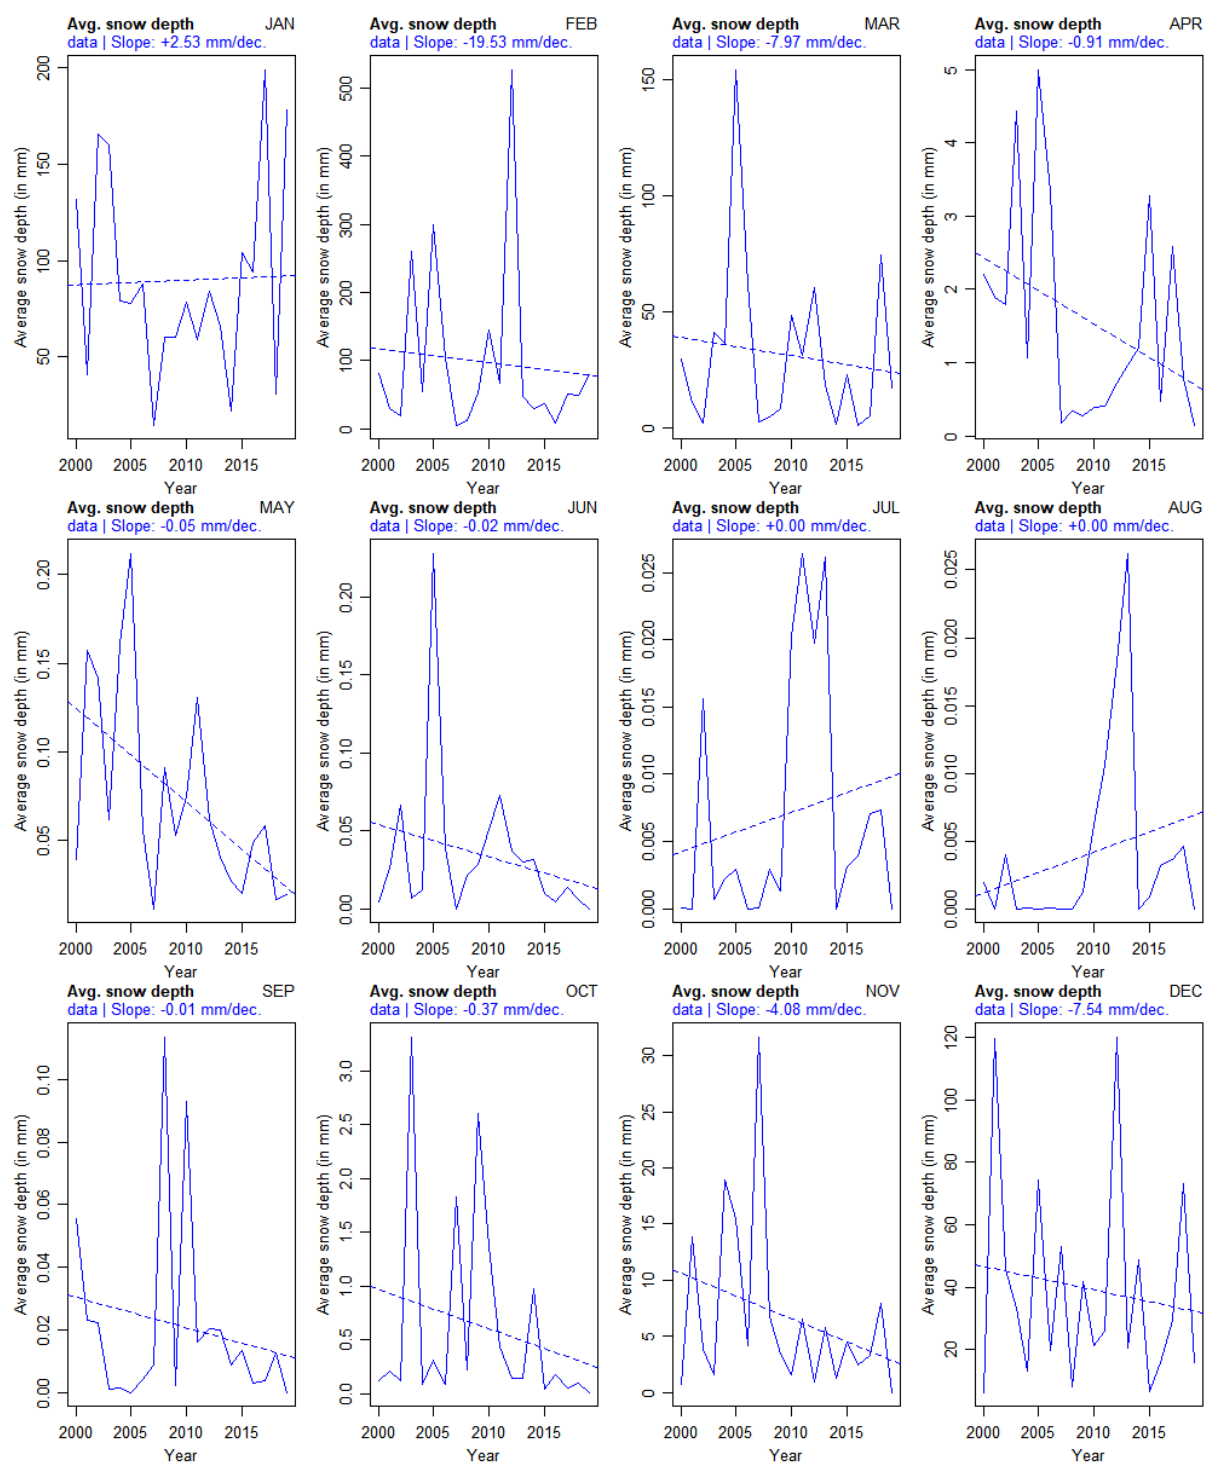 Avg. snow depth JAN
data | Slope: +2.53 mm/dec.
Average snow depth (in mm)
200
150
100
50
2000 2005 2010 2015
Year
Avg. snow depth FEB
data | Slope: -19.53 mm/dec.
Average snow depth (in mm)
500
400
300
200
100
0
2000 2005 2010 2015
Year
Avg. snow depth MAR
data | Slope: -7.97 mm/dec.
Average snow depth (in mm)
150
100
50
0
2000 2005 2010 2015
Year
Avg. snow depth APR
data | Slope: -0.91 mm/dec.
Average snow depth (in mm)
5
4
3
2
1
0
2000 2005 2010 2015
Year
Avg. snow depth MAY
data | Slope: -0.05 mm/dec.
Average snow depth (in mm)
0.20
0.15
0.10
0.05
2000 2005 2010 2015
Year
Avg. snow depth JUN
data | Slope: -0.02 mm/dec.
Average snow depth (in mm)
0.20
0.15
0.10
0.05
0.00
2000 2005 2010 2015
Year
Avg. snow depth JUL
data | Slope: +0.00 mm/dec.
Average snow depth (in mm)
0.025
0.020
0.015
0.010
0.005
0.000
2000 2005 2010 2015
Year
Avg. snow depth AUG
data | Slope: +0.00 mm/dec.
Average snow depth (in mm)
0.025
0.020
0.015
0.010
0.005
0.000
2000 2005 2010 2015
Year
Avg. snow depth SEP
data | Slope: -0.01 mm/dec.
Average snow depth (in mm)
0.10
0.08
0.06
0.04
0.02
0.00
2000 2005 2010 2015
Year
Avg. snow depth OCT
data | Slope: -0.37 mm/dec.
Average snow depth (in mm)
3.0
2.5
2.0
1.5
1.0
0.5
0.0
2000 2005 2010 2015
Year
Avg. snow depth NOV
data | Slope: -4.08 mm/dec.
Average snow depth (in mm)
30
25
20
15
10
5
0
2000 2005 2010 2015
Year
Avg. snow depth DEC
data | Slope: -7.54 mm/dec.
Average snow depth (in mm)
120
100
80
60
40
20
2000 2005 2010 2015
Year